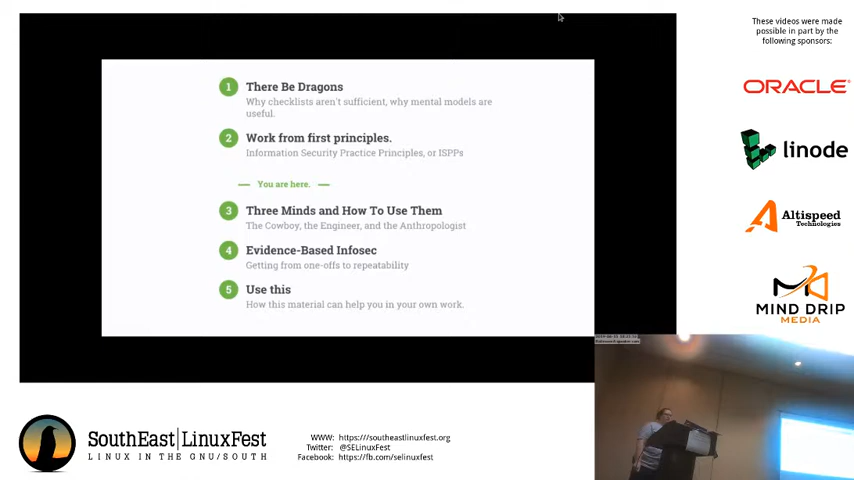 1 There Be Dragons
Why checklists aren't sufficient, why mental models are
useful.
2 Work from first principles.
Information Security Practice Principles, or ISPPs
You are here.
3 Three Minds and How To Use Them
The Cowboy, the Engineer, and the Anthropologist
4 Evidence-Based Infosec
Getting from one-offs to repeatability
5 Use this
How this material can help you in your own work.
These videos were made
possible in part by the
following sponsors:
ORACLE
linode
Altispeed
Technologies
MIND DRIP
MEDIA
SouthEast|LinuxFest
LINUX IN THE GNU/SOUTH
WWW: https:///southeastlinuxfest.org
Twitter: @SELinuxFest
Facebook: https://fb.com/selinuxfest